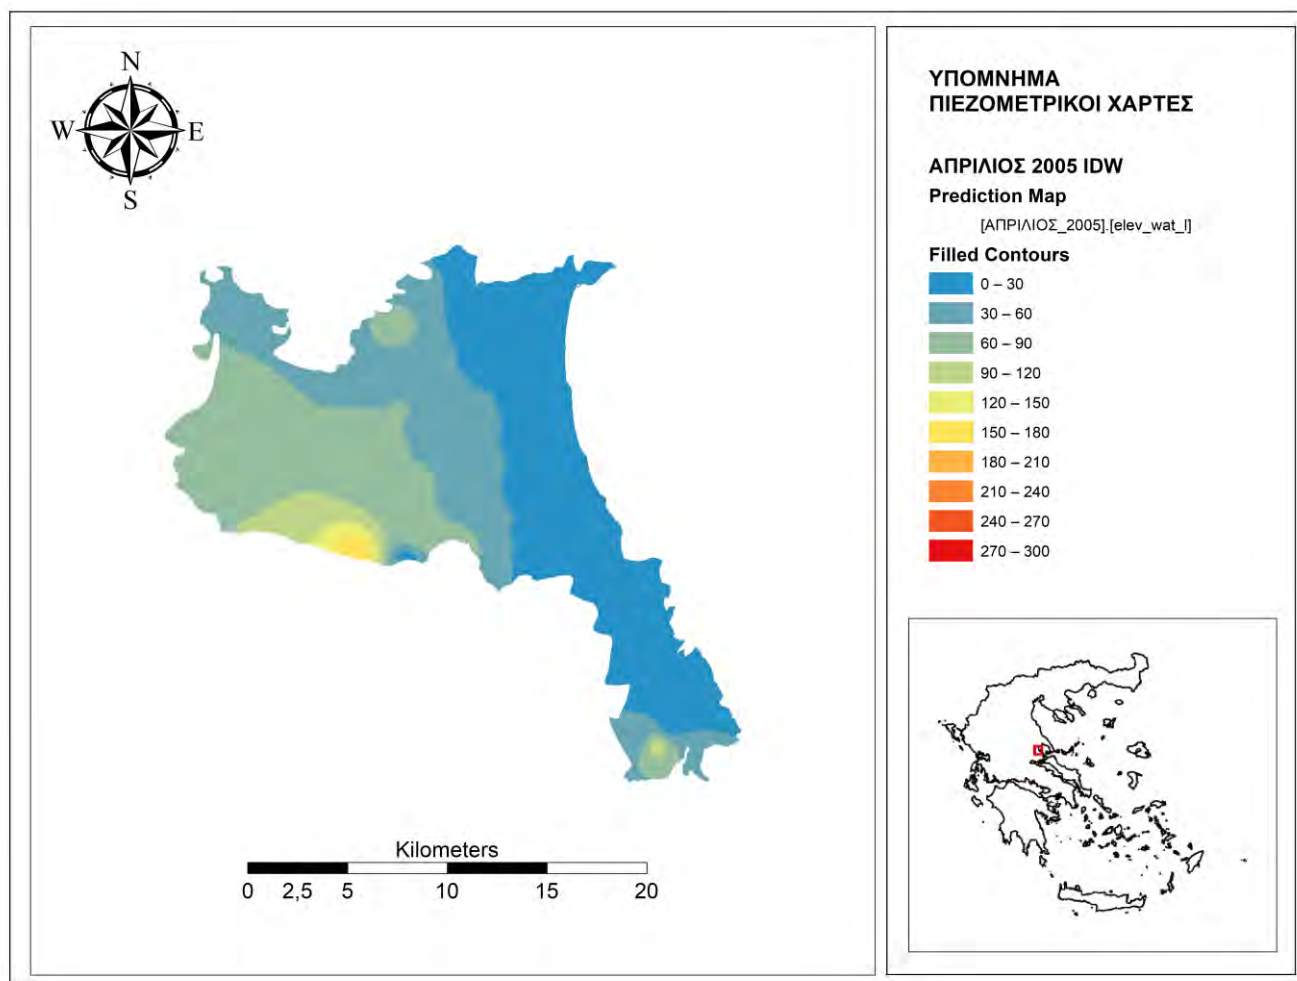 N
W E
S
Kilometers
0 2,5 5 10 15 20
ΥΠΟΜΝΗΜΑ
ΠΙΕΖΟΜΕΤΡΙΚΟΙ ΧΑΡΤΕΣ
ΑΠΡΙΛΙΟΣ 2005 IDW
Prediction Map
[ΑΠΡΙΛΙΟΣ_2005].[elev_wat_l]
Filled Contours
0 – 30
30 – 60
60 – 90
90 – 120
120 – 150
150 – 180
180 – 210
210 – 240
240 – 270
270 – 300